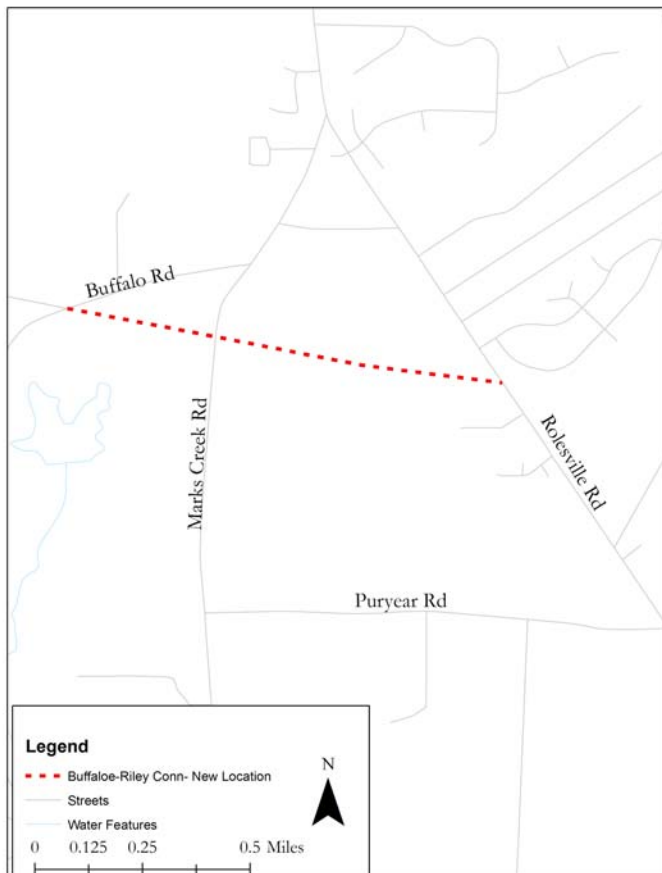 Buffalo Rd
Marks Creek Rd
Rolesville Rd
Puryear Rd
Legend
Buffaloe-Riley Conn- New Location
Streets
Water Features
0 0.125 0.25 0.5 Miles
N